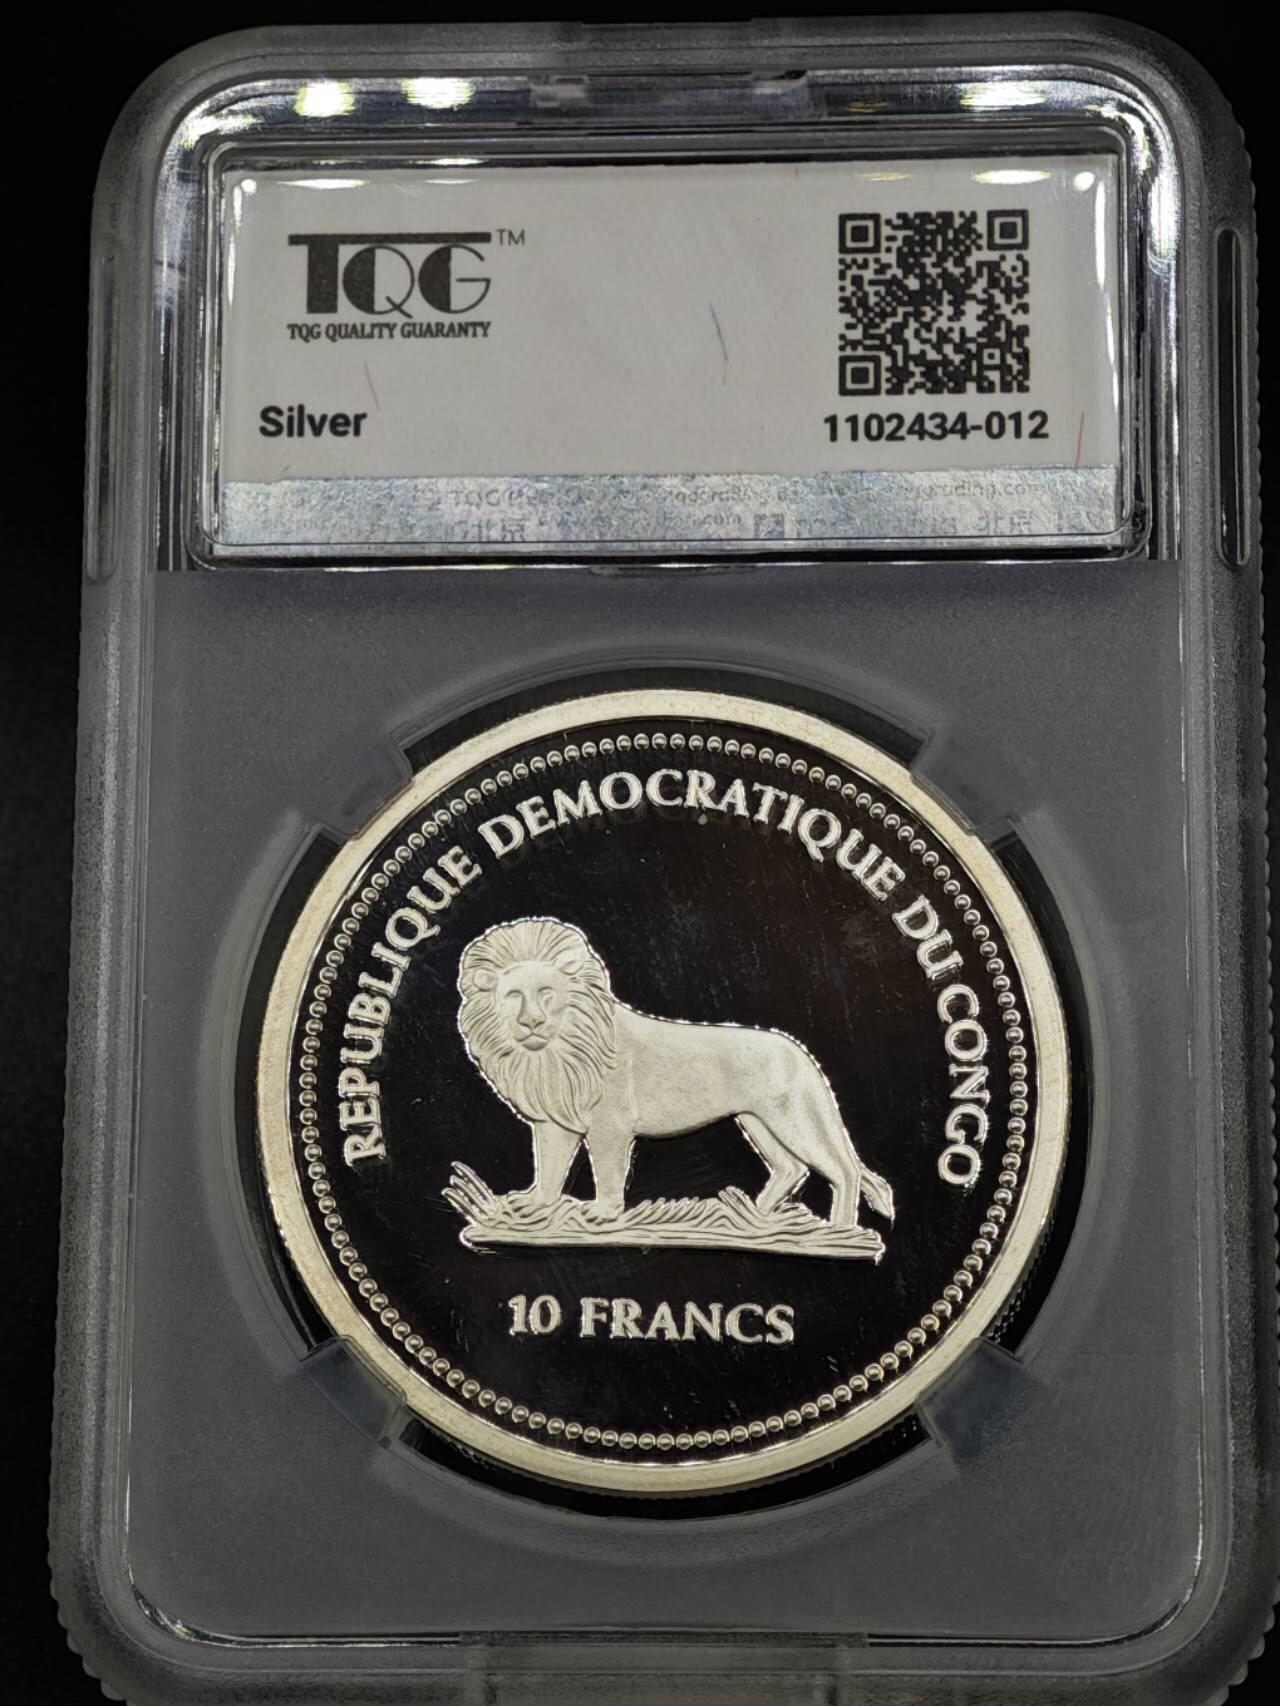 TQG™
TQG QUALITY GUARANTY
Silver
1102434-012
REPUBLIQUE DEMOCRATIQUE DU CONGO
10 FRANCS